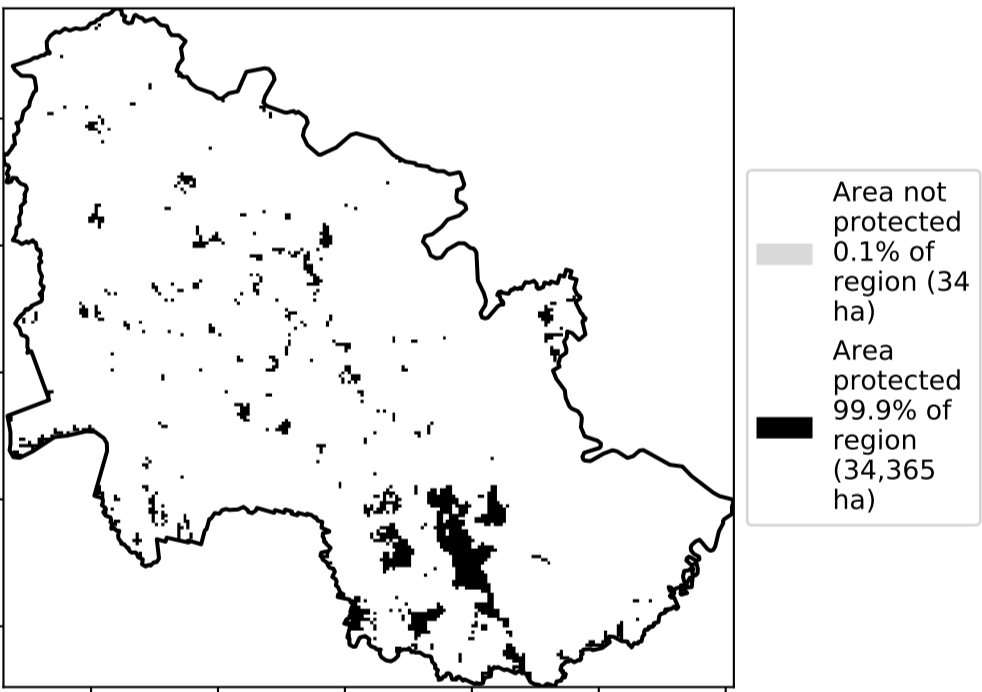 Area not
protected
0.1% of
region (34
ha)
Area
protected
99.9% of
region
(34,365
ha)